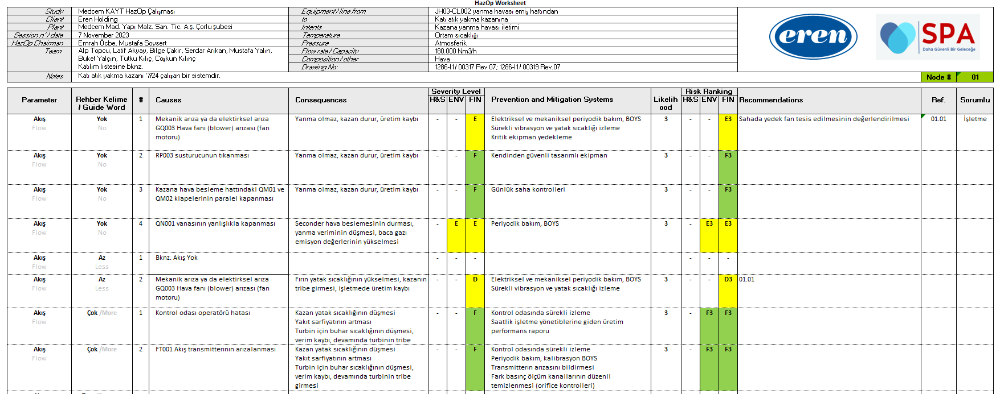 HazOp Worksheet
Study Medcem KAYT HazOp Çalışması Equipment / line from JH03-CL002 yanma havası emiş hattından
Client Eren Holding to Katı atık yakma kazanına
Plant Medcem Mad. Yapı Malz. San. Tic. A.Ş. Çorlu şubesi Intents Kazana yanma havası iletimi
Session n°/ date 7 November 2023 Temperature Ortam sıcaklığı
HazOp Chairman Emrah Öcbe, Mustafa Soysert Pressure Atmosferik
Team Alp Topcu, Latif Akyay, Bilge Çakir, Serdar Arıkan, Mustafa Yalın, Flow rate / Capacity 180.000 Nm3/h
Buket Yalçın, Tutku Kılıç, Coşkun Kılınç Composition / other Hava
Katılım listesine bknz. Drawing No: 1286-I1 / 00317 Rev.07; 1286-I1 / 00319 Rev.07
Notes Katı atık yakma kazanı '7/24 çalışan bir sistemdir. Node # 01
eren
SPA
Daha Güvenli Bir Geleceğe
Severity Level Risk Ranking
Parameter Rehber Kelime / Guide Word # Causes Consequences H&S ENV FIN Prevention and Mitigation Systems Likelihood H&S ENV FIN Recommendations Ref. Sorumlu
Akış Yok 1 Mekanik arıza ya da elektirksel arıza Yanma olmaz, kazan durur, üretim kaybı - - E Elektriksel ve mekaniksel periyodik bakım, BOYS 3 - - E3 Sahada yedek fan tesis edilmesinin değerlendirilmesi 01.01 İşletme
Flow No GQ003 Hava fanı (blower) arızası (fan Sürekli vibrasyon ve yatak sıcaklığı izleme
motoru) Kritik ekipman yedekleme
Akış Yok 2 RP003 susturucunun tıkanması Yanma olmaz, kazan durur, üretim kaybı - - F Kendinden güvenli tasarımlı ekipman 3 - - F3
Flow No
Akış Yok 3 Kazana hava besleme hattındaki QM01 ve Yanma olmaz, kazan durur, üretim kaybı - - F Günlük saha kontrolleri 3 - - F3
Flow No QM02 klapelerinin paralel kapanması
Akış Yok 4 QN001 vanasının yanlışlıkla kapanması Seconder hava beslemesinin durması, - E E Periyodik bakım, BOYS 3 - E3 E3
Flow No yanma veriminin düşmesi, baca gazı
emisyon değerlerinin yükselmesi
Akış Az 1 Bknz. Akış Yok - - - - - -
Flow Less
Akış Az 2 Mekanik arıza ya da elektirksel arıza Fırın yatak sıcaklığının yükselmesi, kazanın - - D Elektriksel ve mekaniksel periyodik bakım, BOYS 3 - - D3 01.01
Flow Less GQ003 Hava fanı (blower) arızası (fan tribe girmesi, işletmede üretim kaybı Sürekli vibrasyon ve yatak sıcaklığı izleme
motoru)
Akış Çok /More 1 Kontrol odası operatörü hatası Kazan yatak sıcaklığının düşmesi - - F Kontrol odasında sürekli izleme 3 - F3 F3
Flow Yakıt sarfiyatının artması Saatlik işletme yönetiblerine giden üretim
Turbin için buhar sıcaklığının düşmesi, performans raporu
verim kaybı, devamında turbinin tribe
Akış Çok /More 2 FT001 Akış transmitterının arızalanması Kazan yatak sıcaklığının düşmesi - - F Kontrol odasında sürekli izleme 3 - F3 F3
Flow Yakıt sarfiyatının artması Periyodik bakım, kalibrasyon BOYS
Turbin için buhar sıcaklığının düşmesi, Transmitterın arızasını bildirmesi
verim kaybı, devamında turbinin tribe Fark basınç ölçüm kanallarının düzenli
girmesi temizlenmesi (orifice kontrolleri)